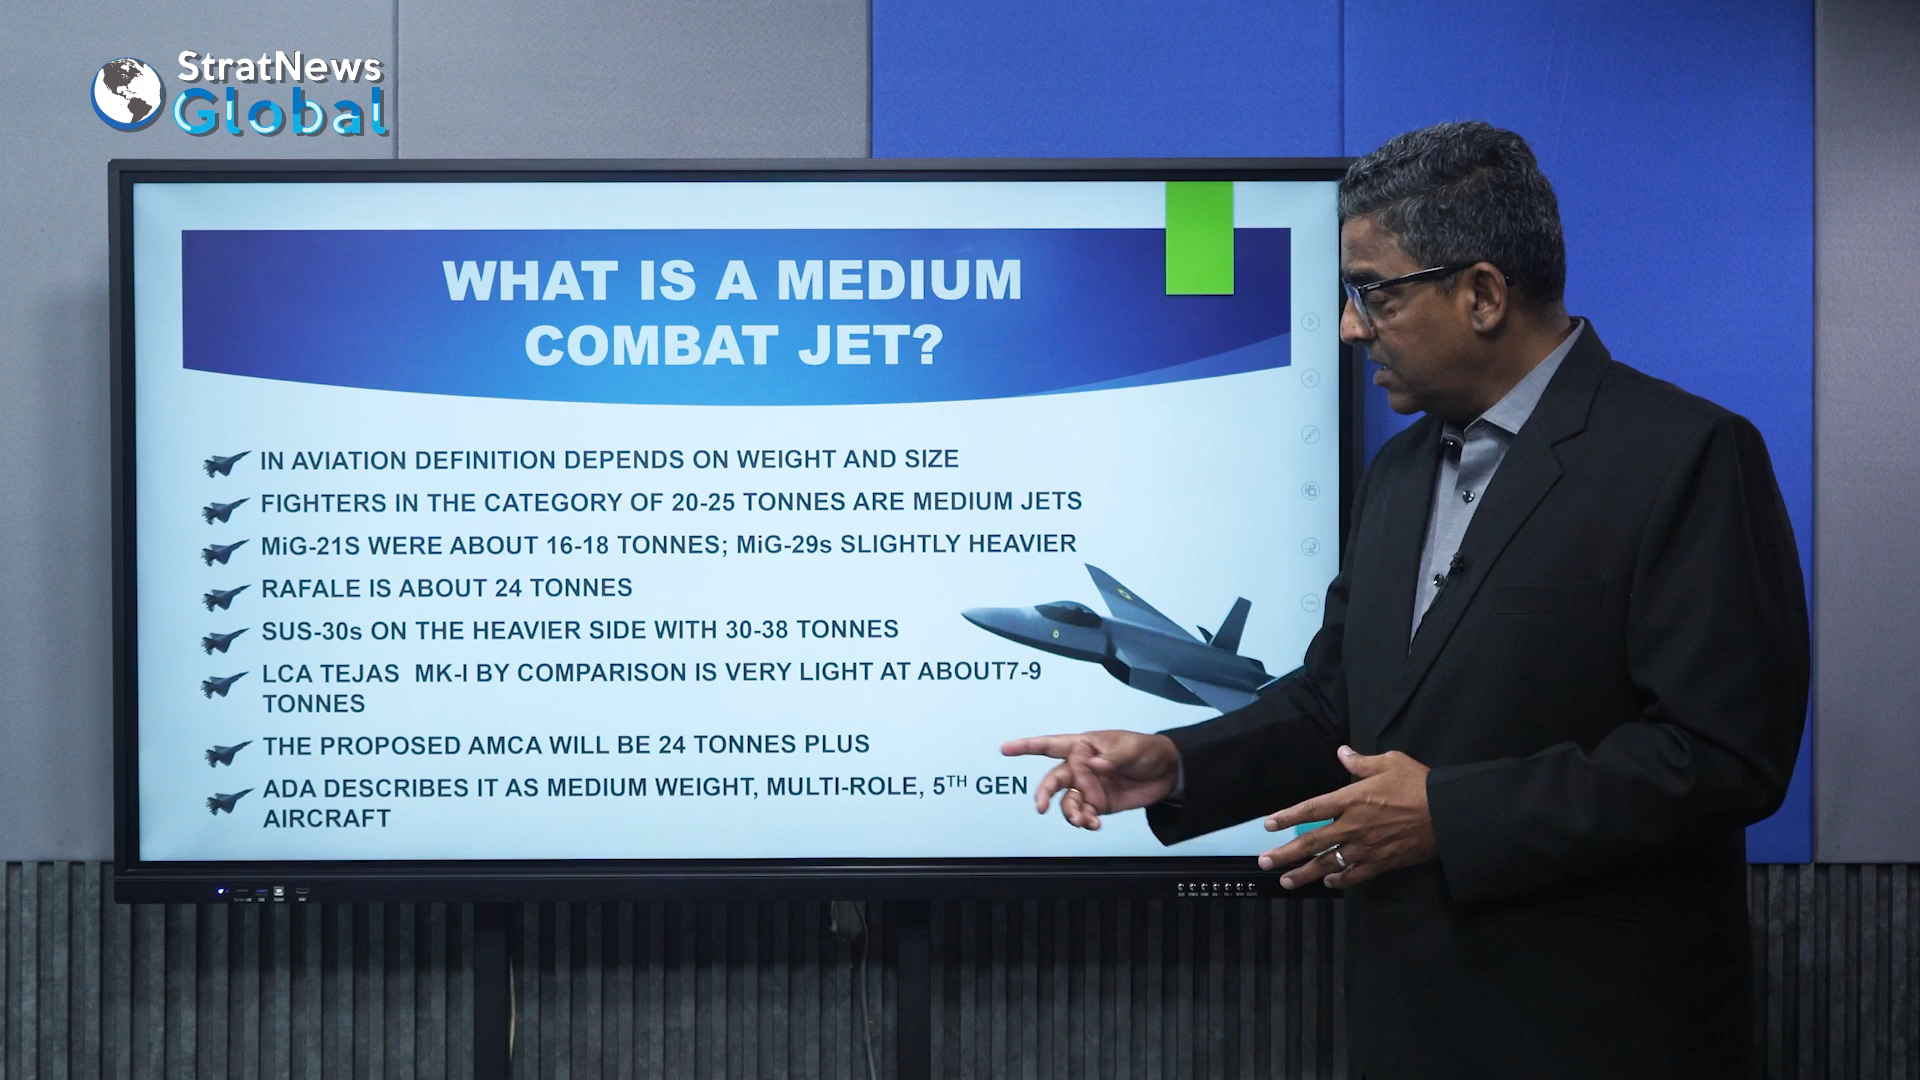 StratNews
Global
WHAT IS A MEDIUM
COMBAT JET?
IN AVIATION DEFINITION DEPENDS ON WEIGHT AND SIZE
FIGHTERS IN THE CATEGORY OF 20-25 TONNES ARE MEDIUM JETS
MiG-21S WERE ABOUT 16-18 TONNES; MiG-29s SLIGHTLY HEAVIER
RAFALE IS ABOUT 24 TONNES
SUS-30s ON THE HEAVIER SIDE WITH 30-38 TONNES
LCA TEJAS  MK-I BY COMPARISON IS VERY LIGHT AT ABOUT7-9
TONNES
THE PROPOSED AMCA WILL BE 24 TONNES PLUS
ADA DESCRIBES IT AS MEDIUM WEIGHT, MULTI-ROLE, 5TH GEN
AIRCRAFT